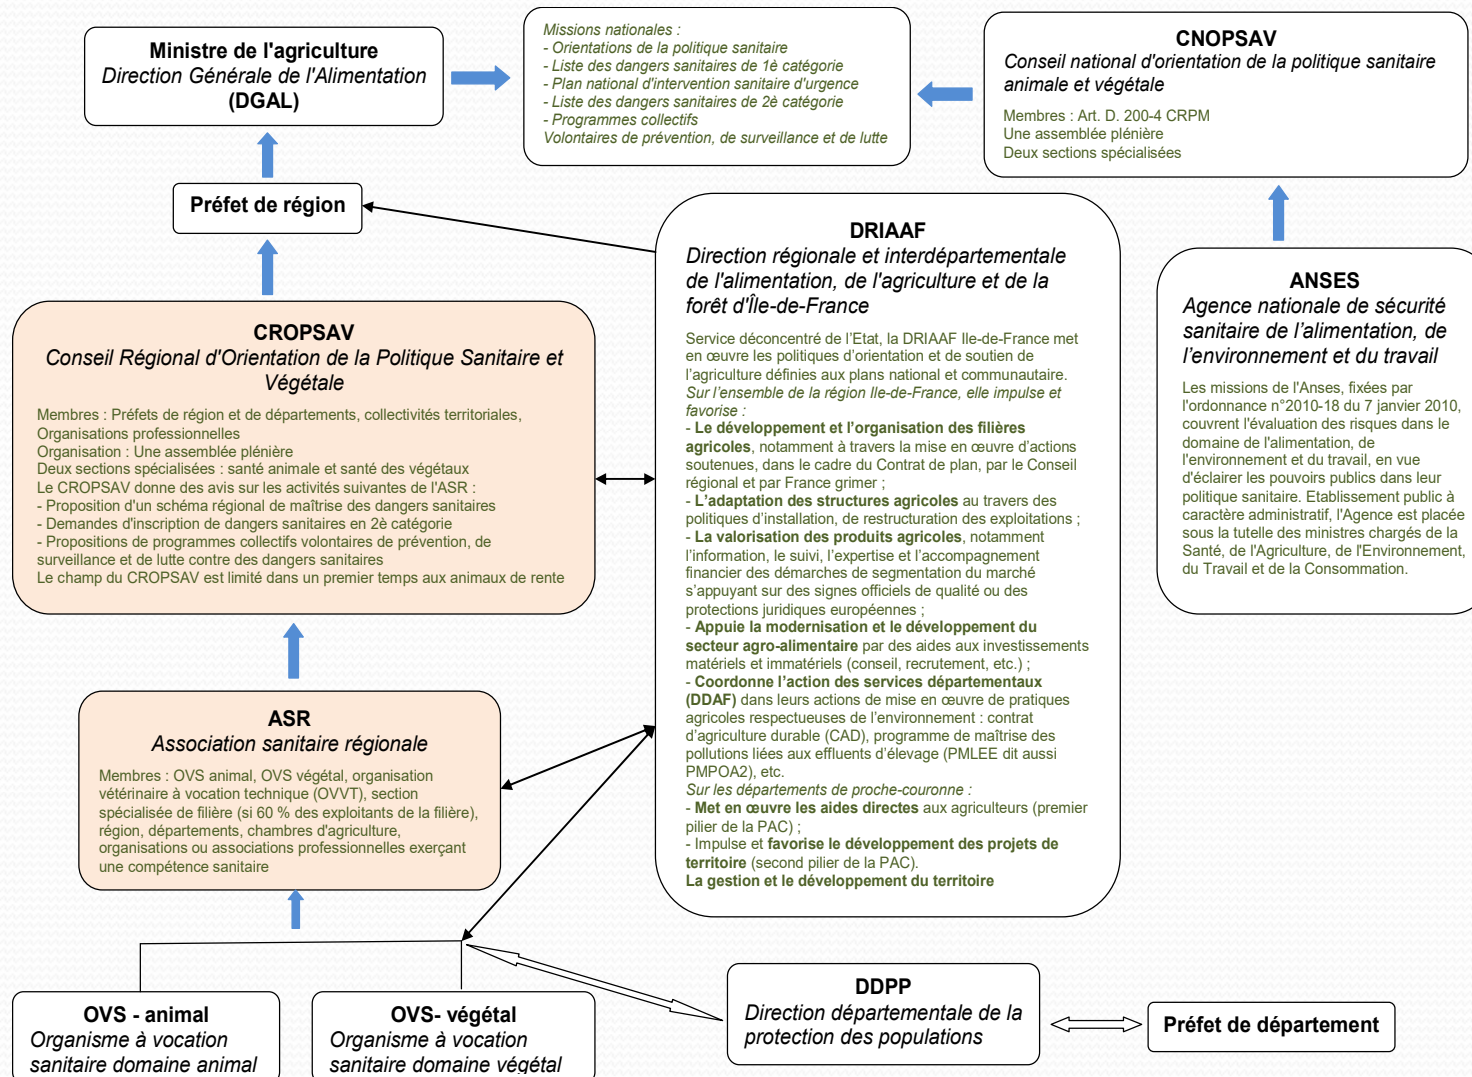 Ministre de l'agriculture
Direction Générale de l'Alimentation
(DGAL)
Missions nationales :
- Orientations de la politique sanitaire
- Liste des dangers sanitaires de 1è catégorie
- Plan national d'intervention sanitaire d'urgence
- Liste des dangers sanitaires de 2è catégorie
- Programmes collectifs
Volontaires de prévention, de surveillance et de lutte
CNOPSAV
Conseil national d'orientation de la politique sanitaire
animale et végétale
Membres : Art. D. 200-4 CRPM
Une assemblée plénière
Deux sections spécialisées
Préfet de région
CROPSAV
Conseil Régional d'Orientation de la Politique Sanitaire et
Végétale
Membres : Préfets de région et de départements, collectivités territoriales,
Organisations professionnelles
Organisation : Une assemblée plénière
Deux sections spécialisées : santé animale et santé des végétaux
Le CROPSAV donne des avis sur les activités suivantes de l'ASR :
- Proposition d'un schéma régional de maîtrise des dangers sanitaires
- Demandes d'inscription de dangers sanitaires en 2è catégorie
- Propositions de programmes collectifs volontaires de prévention, de
surveillance et de lutte contre des dangers sanitaires
Le champ du CROPSAV est limité dans un premier temps aux animaux de rente
DRIAAF
Direction régionale et interdépartementale
de l'alimentation, de l'agriculture et de la
forêt d'Île-de-France
Service déconcentré de l’Etat, la DRIAAF Ile-de-France met
en œuvre les politiques d’orientation et de soutien de
l’agriculture définies aux plans national et communautaire.
Sur l’ensemble de la région Ile-de-France, elle impulse et
favorise :
- Le développement et l’organisation des filières
agricoles, notamment à travers la mise en œuvre d’actions
soutenues, dans le cadre du Contrat de plan, par le Conseil
régional et par France grimer ;
- L’adaptation des structures agricoles au travers des
politiques d’installation, de restructuration des exploitations ;
- La valorisation des produits agricoles, notamment
l’information, le suivi, l’expertise et l’accompagnement
financier des démarches de segmentation du marché
s’appuyant sur des signes officiels de qualité ou des
protections juridiques européennes ;
- Appuie la modernisation et le développement du
secteur agro-alimentaire par des aides aux investissements
matériels et immatériels (conseil, recrutement, etc.) ;
- Coordonne l’action des services départementaux
(DDAF) dans leurs actions de mise en œuvre de pratiques
agricoles respectueuses de l’environnement : contrat
d’agriculture durable (CAD), programme de maîtrise des
pollutions liées aux effluents d’élevage (PMLEE dit aussi
PMPOA2), etc.
Sur les départements de proche-couronne :
- Met en œuvre les aides directes aux agriculteurs (premier
pilier de la PAC) ;
- Impulse et favorise le développement des projets de
territoire (second pilier de la PAC).
La gestion et le développement du territoire
ANSES
Agence nationale de sécurité
sanitaire de l’alimentation, de
l’environnement et du travail
Les missions de l'Anses, fixées par
l'ordonnance n°2010-18 du 7 janvier 2010,
couvrent l'évaluation des risques dans le
domaine de l'alimentation, de
l'environnement et du travail, en vue
d'éclairer les pouvoirs publics dans leur
politique sanitaire. Etablissement public à
caractère administratif, l'Agence est placée
sous la tutelle des ministres chargés de la
Santé, de l'Agriculture, de l'Environnement,
du Travail et de la Consommation.
ASR
Association sanitaire régionale
Membres : OVS animal, OVS végétal, organisation
vétérinaire à vocation technique (OVVT), section
spécialisée de filière (si 60 % des exploitants de la filière),
région, départements, chambres d'agriculture,
organisations ou associations professionnelles exerçant
une compétence sanitaire
OVS - animal
Organisme à vocation
sanitaire domaine animal
OVS- végétal
Organisme à vocation
sanitaire domaine végétal
DDPP
Direction départementale de la
protection des populations
Préfet de département